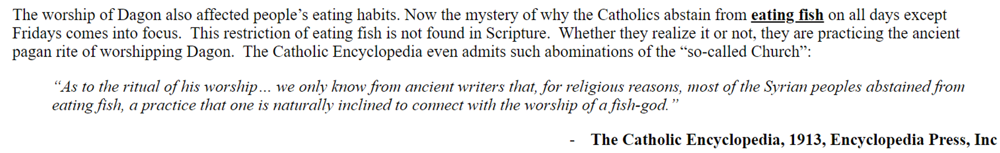 The worship of Dagon also affected people’s eating habits. Now the mystery of why the Catholics abstain from eating fish on all days except
Fridays comes into focus.  This restriction of eating fish is not found in Scripture.  Whether they realize it or not, they are practicing the ancient
pagan rite of worshipping Dagon.  The Catholic Encyclopedia even admits such abominations of the “so-called Church”:
“As to the ritual of his worship… we only know from ancient writers that, for religious reasons, most of the Syrian peoples abstained from
eating fish, a practice that one is naturally inclined to connect with the worship of a fish-god.”
- The Catholic Encyclopedia, 1913, Encyclopedia Press, Inc